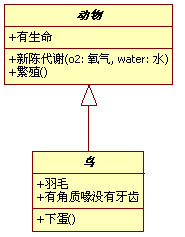 动物
+有生命
+新陈代谢(o2: 氧气, water: 水)
+繁殖()
鸟
+羽毛
+有角质喙没有牙齿
+下蛋()